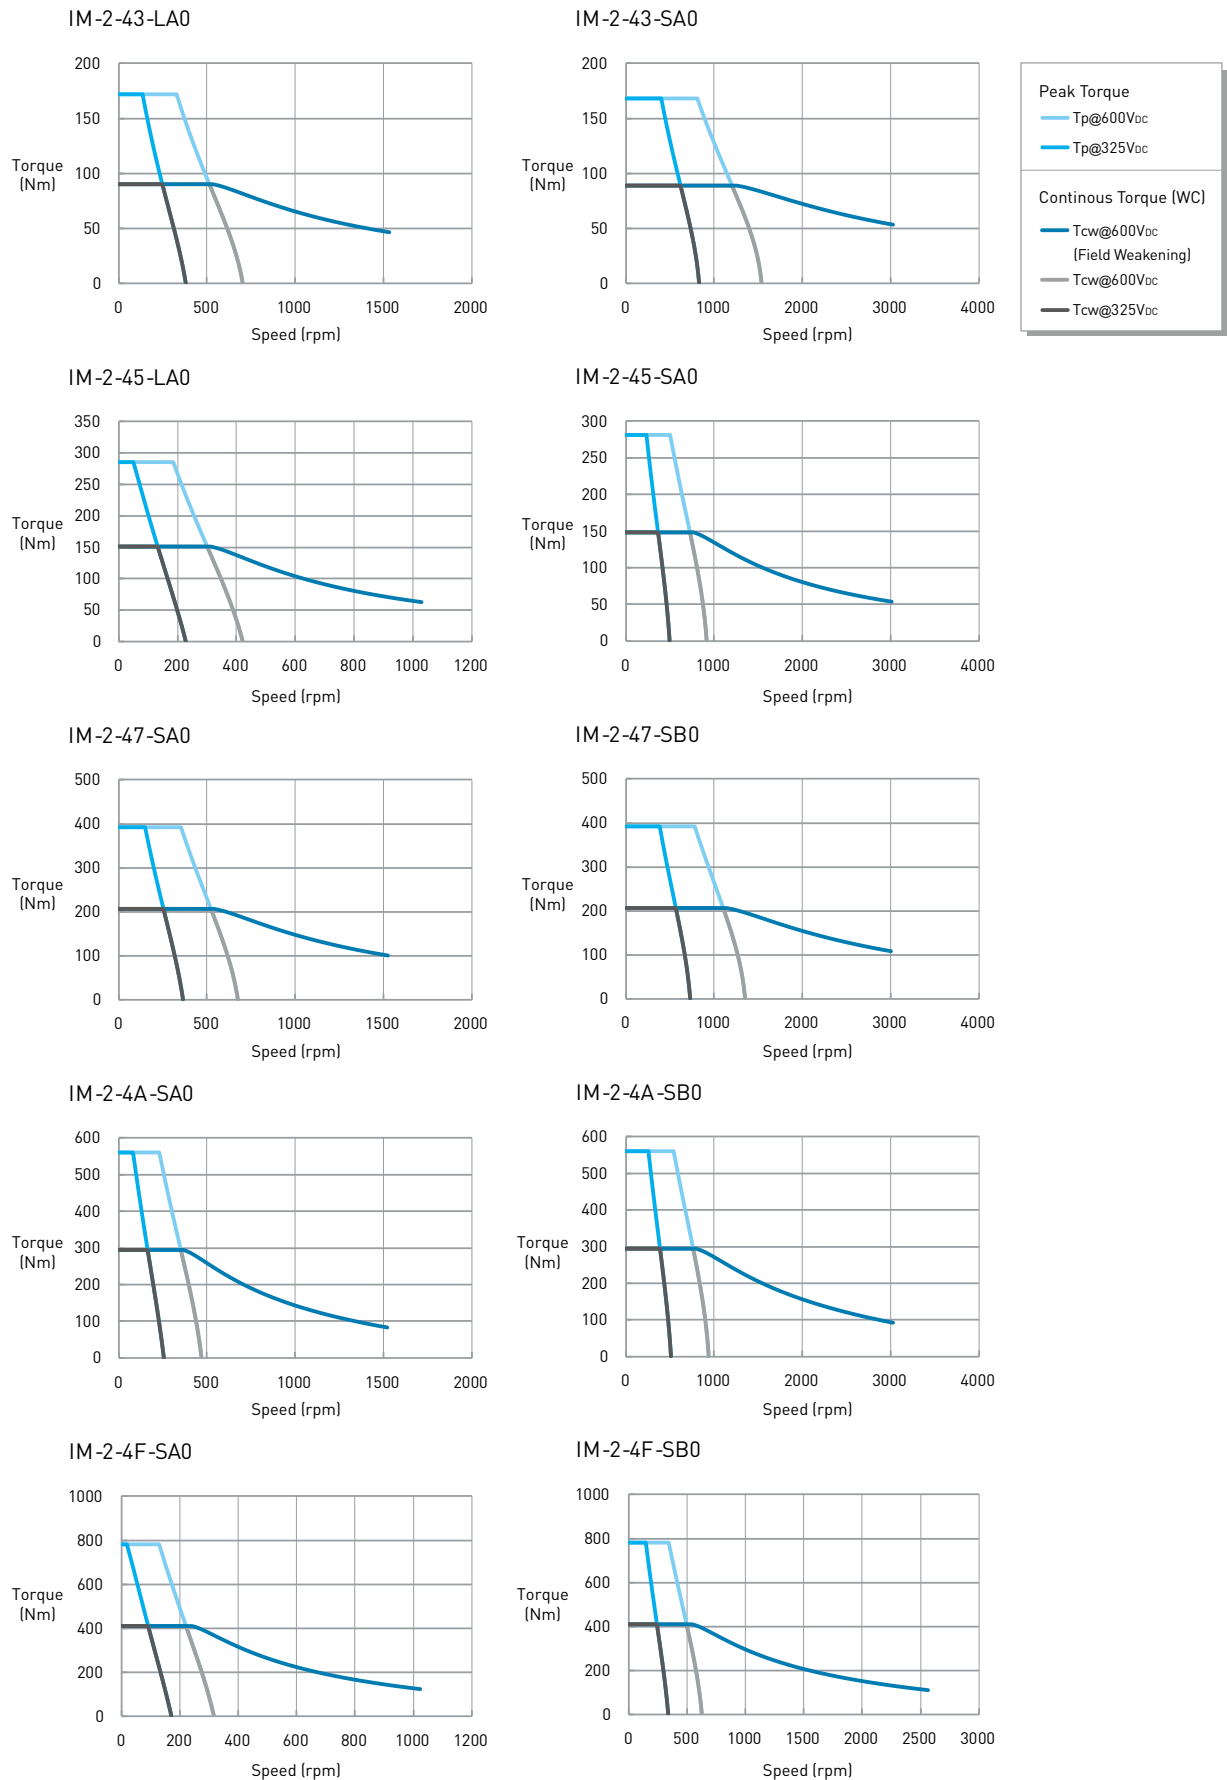 IM-2-43-LA0
200
150
100
50
0
Torque
(Nm)
0 500 1000 1500 2000
Speed (rpm)
IM-2-43-SA0
200
150
100
50
0
Torque
(Nm)
0 1000 2000 3000 4000
Speed (rpm)
Peak Torque
Tp@600VDC
Tp@325VDC
Continous Torque (WC)
Tcw@600VDC
(Field Weakening)
Tcw@600VDC
Tcw@325VDC
IM-2-45-LA0
350
300
250
200
150
100
50
0
Torque
(Nm)
0 200 400 600 800 1000 1200
Speed (rpm)
IM-2-45-SA0
300
250
200
150
100
50
0
Torque
(Nm)
0 1000 2000 3000 4000
Speed (rpm)
IM-2-47-SA0
500
400
300
200
100
0
Torque
(Nm)
0 500 1000 1500 2000
Speed (rpm)
IM-2-47-SB0
500
400
300
200
100
0
Torque
(Nm)
0 1000 2000 3000 4000
Speed (rpm)
IM-2-4A-SA0
600
500
400
300
200
100
0
Torque
(Nm)
0 500 1000 1500 2000
Speed (rpm)
IM-2-4A-SB0
600
500
400
300
200
100
0
Torque
(Nm)
0 1000 2000 3000 4000
Speed (rpm)
IM-2-4F-SA0
1000
800
600
400
200
0
Torque
(Nm)
0 200 400 600 800 1000 1200
Speed (rpm)
IM-2-4F-SB0
1000
800
600
400
200
0
Torque
(Nm)
0 500 1000 1500 2000 2500 3000
Speed (rpm)